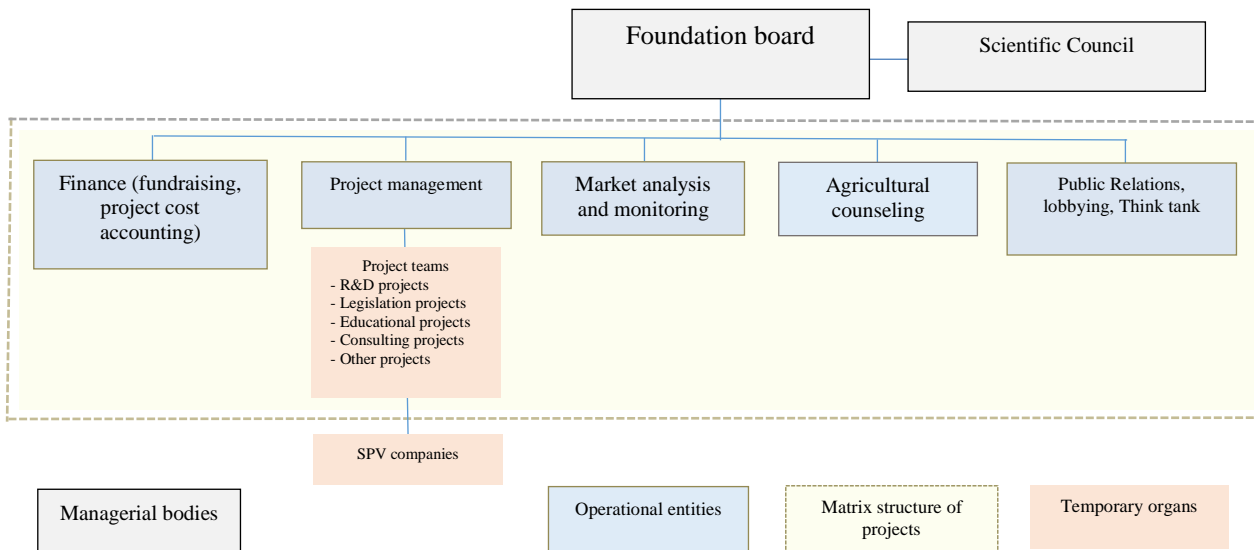 Foundation board
Scientific Council
Finance (fundraising,
project cost
accounting)
Project management
Market analysis
and monitoring
Agricultural
counseling
Public Relations,
lobbying, Think tank
Project teams
- R&D projects
- Legislation projects
- Educational projects
- Consulting projects
- Other projects
SPV companies
Managerial bodies
Operational entities
Matrix structure of
projects
Temporary organs